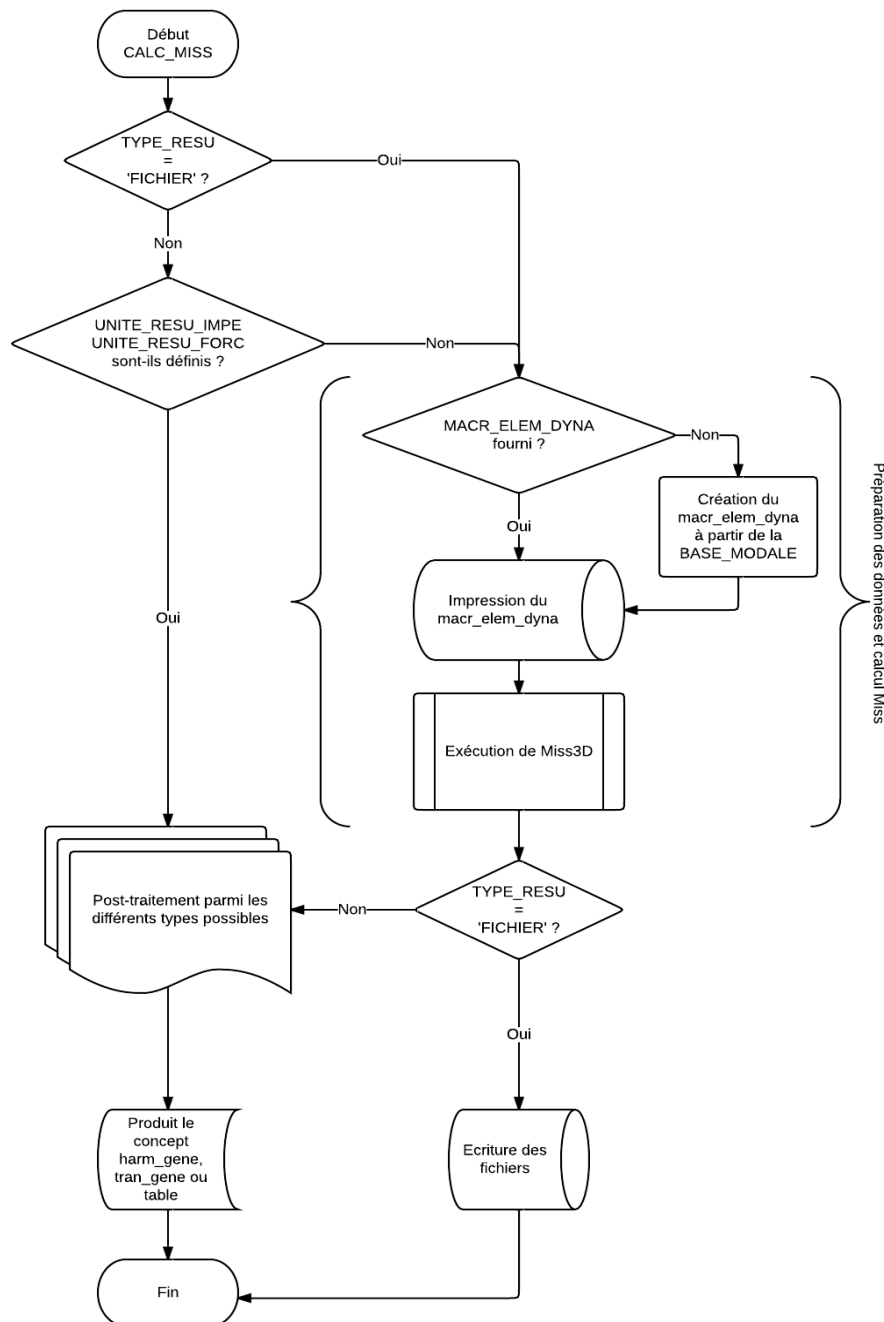 Début
CALC_MISS
TYPE_RESU
=
'FICHIER' ?
Oui
Non
UNITE_RESU_IMPE
UNITE_RESU_FORC
sont-ils définis ?
Non
Oui
MACR_ELEM_DYNA
fourni ?
Non
Création du
macr_elem_dyna
à partir de la
BASE_MODALE
Oui
Impression du
macr_elem_dyna
Exécution de Miss3D
Préparation des données et calcul Miss
TYPE_RESU
=
'FICHIER' ?
Non
Post-traitement parmi les
différents types possibles
Oui
Produit le
concept
harm_gene,
tran_gene ou
table
Ecriture des
fichiers
Fin